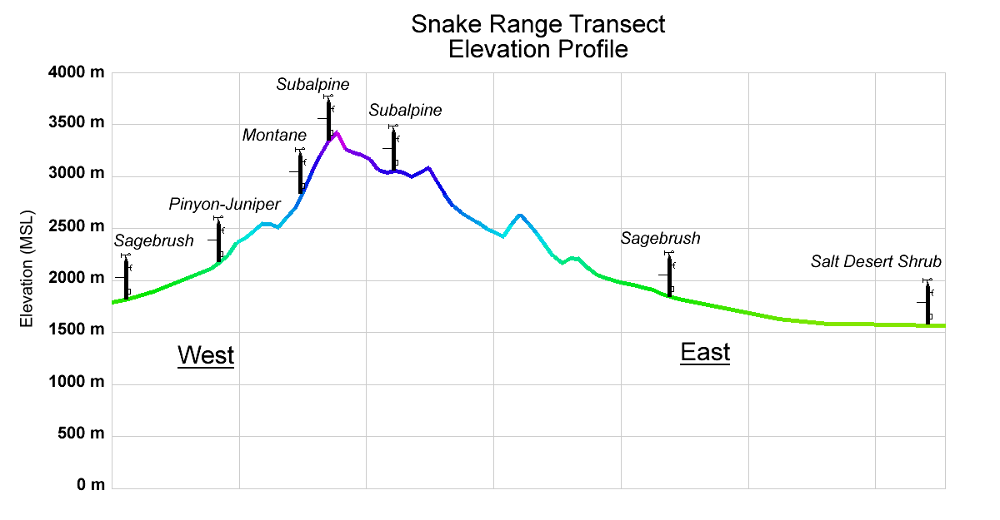 Snake Range Transect
Elevation Profile
4000 m
3500 m
3000 m
2500 m
2000 m
1500 m
1000 m
500 m
0 m
Elevation (MSL)
Subalpine
Subalpine
Montane
Pinyon-Juniper
Sagebrush
Sagebrush
Salt Desert Shrub
West
East